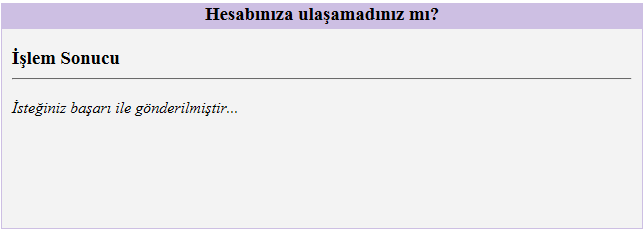 Hesabınıza ulaşamadınız mı?
İşlem Sonucu
İsteğiniz başarı ile gönderilmiştir...